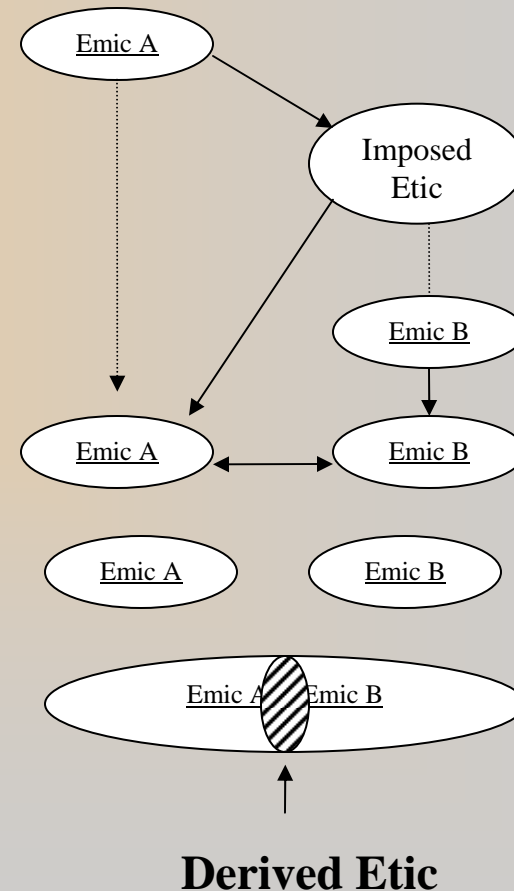 Emic A
Imposed
Etic
Emic B
Emic A Emic B
Emic A Emic B
Emic A Emic B
Derived Etic